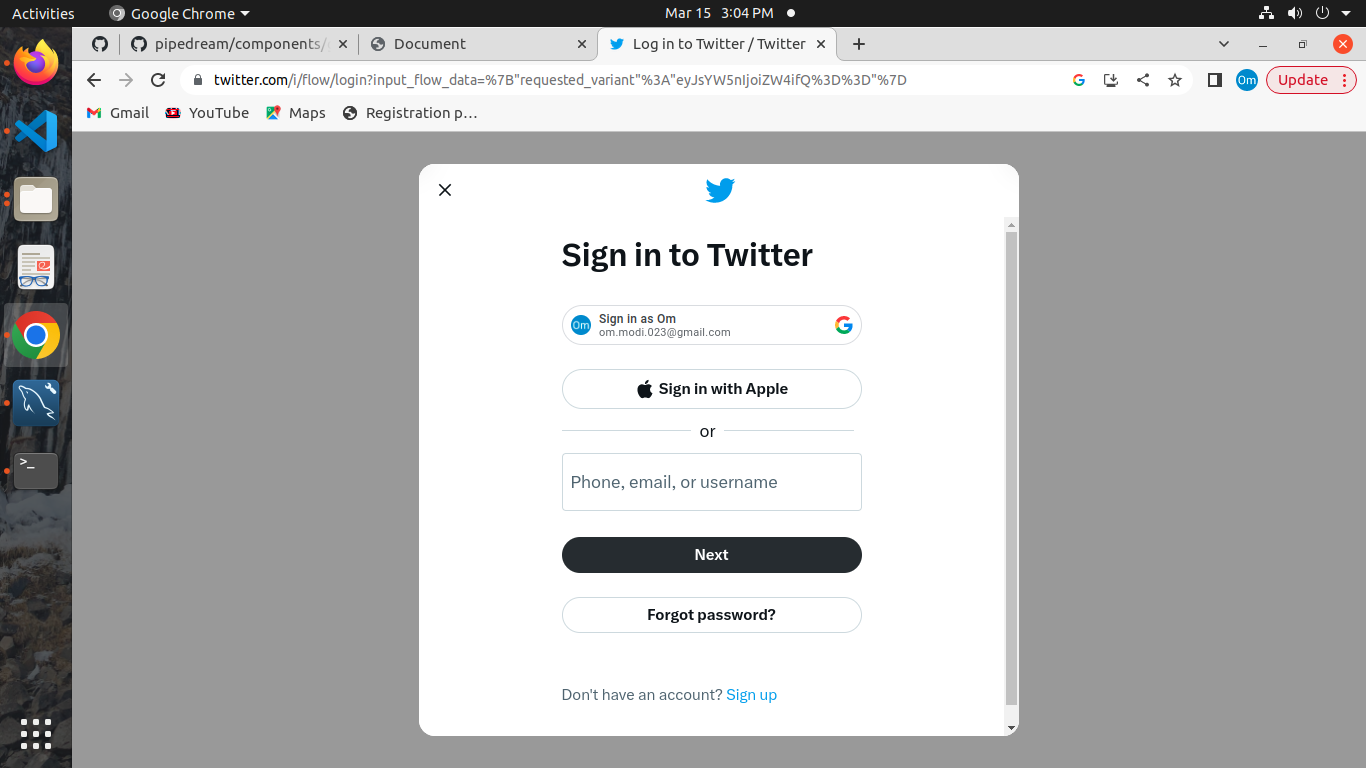 Activities
Google Chrome
Mar 15 3:04 PM
pipedream/components/
Document
Log in to Twitter / Twitter
twitter.com/i/flow/login?input_flow_data=%7B"requested_variant"%3A"eyJsYW5nIjoiZW4ifQ%3D%3D"%7D
Om
Update
Gmail
YouTube
Maps
Registration p…
Sign in to Twitter
Om
Sign in as Om
om.modi.023@gmail.com
Sign in with Apple
or
Phone, email, or username
Next
Forgot password?
Don't have an account? Sign up
>_